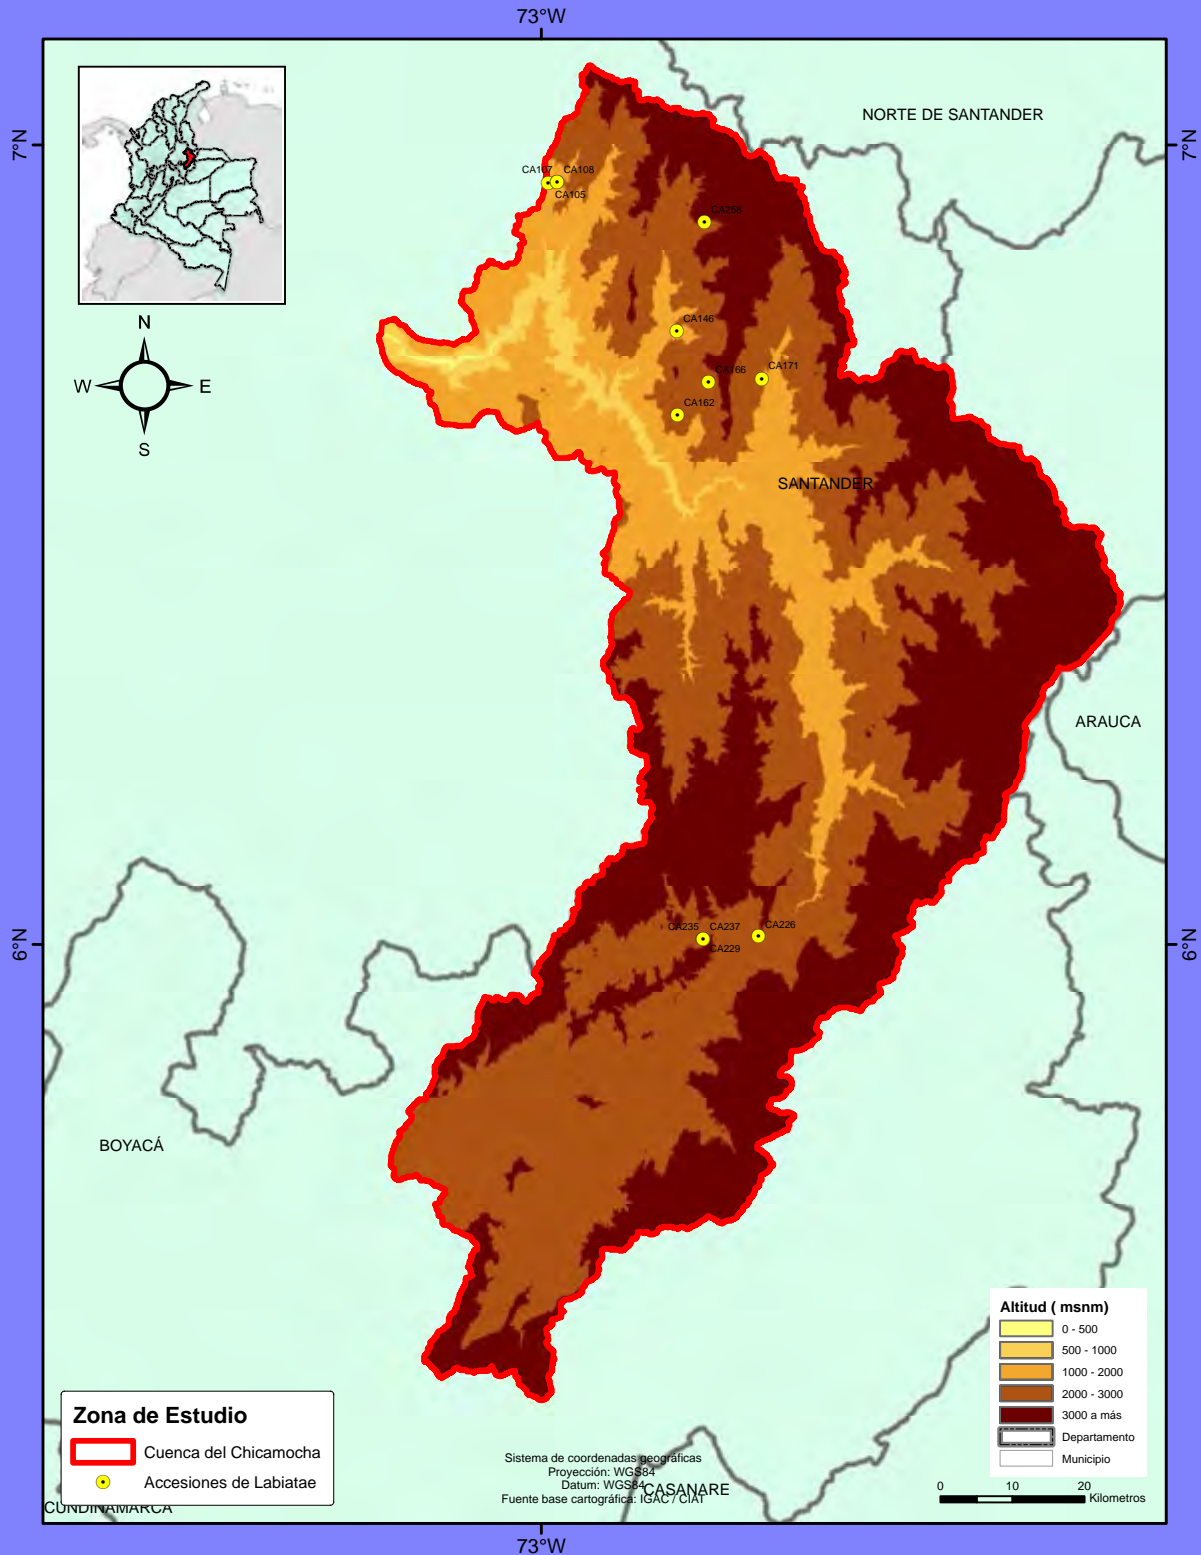 73°W
7°N
7°N
NORTE DE SANTANDER
CA107
CA108
CA105
CA258
N
W
E
S
CA146
CA166
CA171
CA162
SANTANDER
ARAUCA
6°N
6°N
CA235
CA237
CA226
CA229
BOYACÁ
Altitud ( msnm)
0 - 500
500 - 1000
1000 - 2000
2000 - 3000
3000 a más
Departamento
Municipio
Zona de Estudio
Cuenca del Chicamocha
Accesiones de Labiatae
CUNDINAMARCA
Sistema de coordenadas geográficas
Proyección: WGS84
Datum: WGS84
Fuente base cartográfica: IGAC / CIAT
CASANARE
0 10 20
Kilometros
73°W